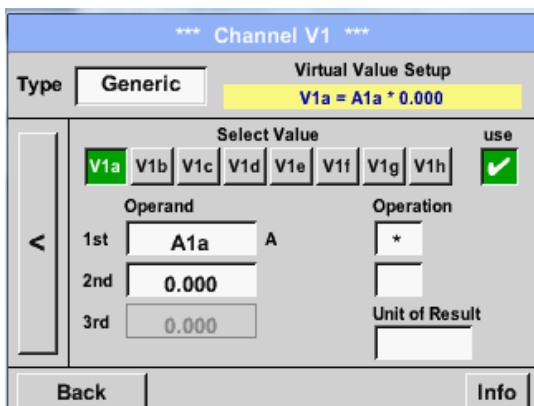 *** Channel V1 ***
Type Generic
Virtual Value Setup
V1a = A1a * 0.000
Select Value use
V1a V1b V1c V1d V1e V1f V1g V1h
Operand Operation
< 1st A1a A *
2nd 0.000
3rd 0.000
Unit of Result
Back Info